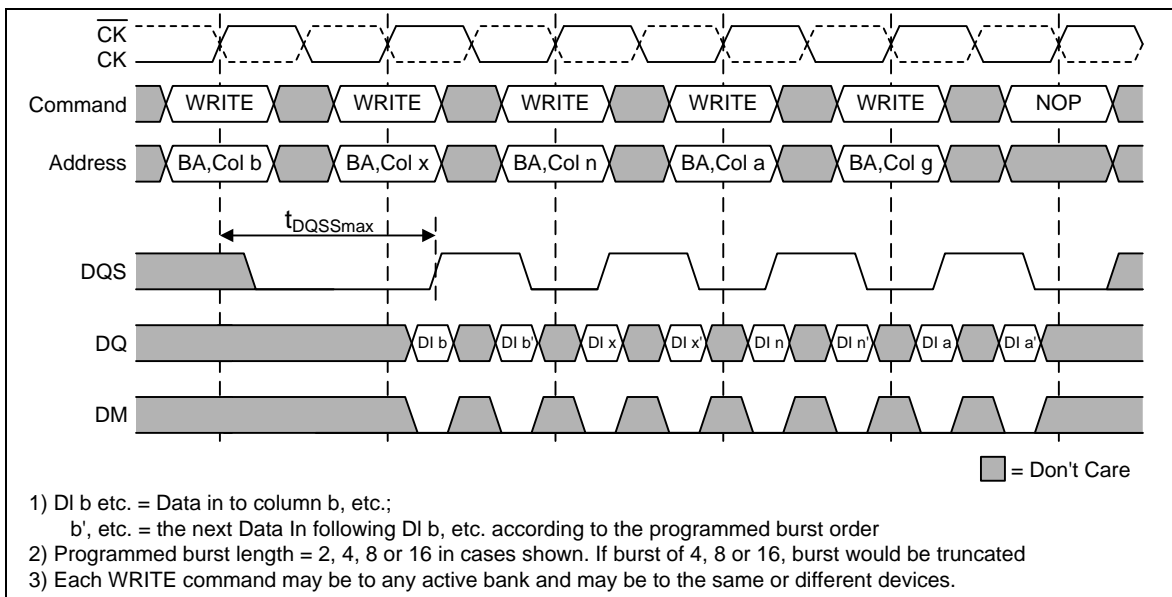 CK
CK
Command WRITE WRITE WRITE WRITE WRITE NOP
Address BA,Col b BA,Col x BA,Col n BA,Col a BA,Col g
tDQSSmax
DQS
DQ DI b DI b' DI x DI x' DI n DI n' DI a DI a'
DM
= Don't Care
1) DI b etc. = Data in to column b, etc.;
b', etc. = the next Data In following DI b, etc. according to the programmed burst order
2) Programmed burst length = 2, 4, 8 or 16 in cases shown. If burst of 4, 8 or 16, burst would be truncated
3) Each WRITE command may be to any active bank and may be to the same or different devices.